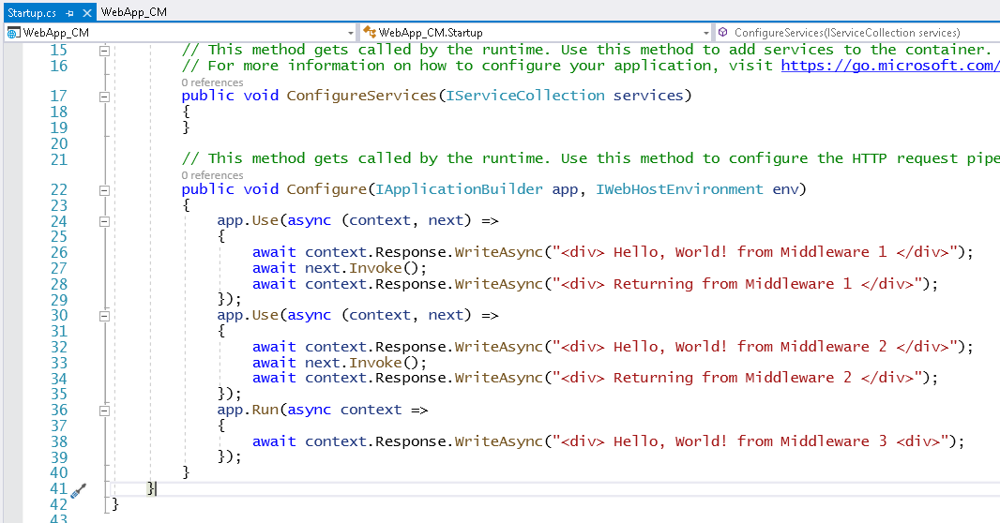 Startup.cs WebApp_CM
WebApp_CM WebApp_CM.Startup ConfigureServices(IServiceCollection services)
15 // This method gets called by the runtime. Use this method to add services to the container.
16 // For more information on how to configure your application, visit https://go.microsoft.com/
0 references
17 public void ConfigureServices(IServiceCollection services)
18 {
19 }
20
21 // This method gets called by the runtime. Use this method to configure the HTTP request pipe
0 references
22 public void Configure(IApplicationBuilder app, IWebHostEnvironment env)
23 {
24 app.Use(async (context, next) =>
25 {
26 await context.Response.WriteAsync("<div> Hello, World! from Middleware 1 </div>");
27 await next.Invoke();
28 await context.Response.WriteAsync("<div> Returning from Middleware 1 </div>");
29 });
30 app.Use(async (context, next) =>
31 {
32 await context.Response.WriteAsync("<div> Hello, World! from Middleware 2 </div>");
33 await next.Invoke();
34 await context.Response.WriteAsync("<div> Returning from Middleware 2 </div>");
35 });
36 app.Run(async context =>
37 {
38 await context.Response.WriteAsync("<div> Hello, World! from Middleware 3 <div>");
39 });
40 }
41 }
42 }
43